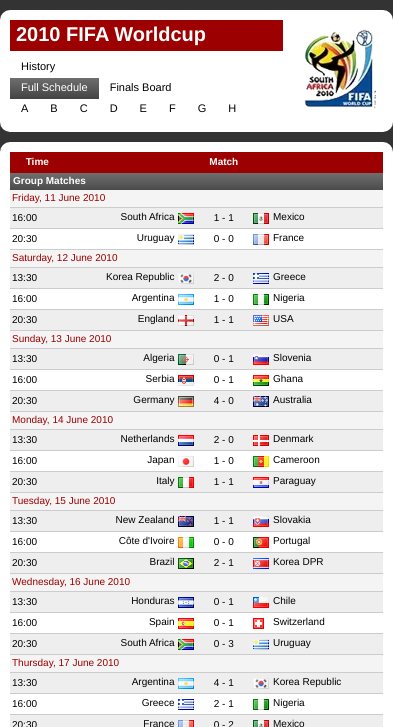 2010 FIFA Worldcup
History
Full Schedule Finals Board
A B C D E F G H
SOUTH AFRICA
2010
FIFA
WORLD CUP
Time Match
Group Matches
Friday, 11 June 2010
16:00 South Africa 1 - 1 Mexico
20:30 Uruguay 0 - 0 France
Saturday, 12 June 2010
13:30 Korea Republic 2 - 0 Greece
16:00 Argentina 1 - 0 Nigeria
20:30 England 1 - 1 USA
Sunday, 13 June 2010
13:30 Algeria 0 - 1 Slovenia
16:00 Serbia 0 - 1 Ghana
20:30 Germany 4 - 0 Australia
Monday, 14 June 2010
13:30 Netherlands 2 - 0 Denmark
16:00 Japan 1 - 0 Cameroon
20:30 Italy 1 - 1 Paraguay
Tuesday, 15 June 2010
13:30 New Zealand 1 - 1 Slovakia
16:00 Côte d'Ivoire 0 - 0 Portugal
20:30 Brazil 2 - 1 Korea DPR
Wednesday, 16 June 2010
13:30 Honduras 0 - 1 Chile
16:00 Spain 0 - 1 Switzerland
20:30 South Africa 0 - 3 Uruguay
Thursday, 17 June 2010
13:30 Argentina 4 - 1 Korea Republic
16:00 Greece 2 - 1 Nigeria
20:30 France 0 - 2 Mexico